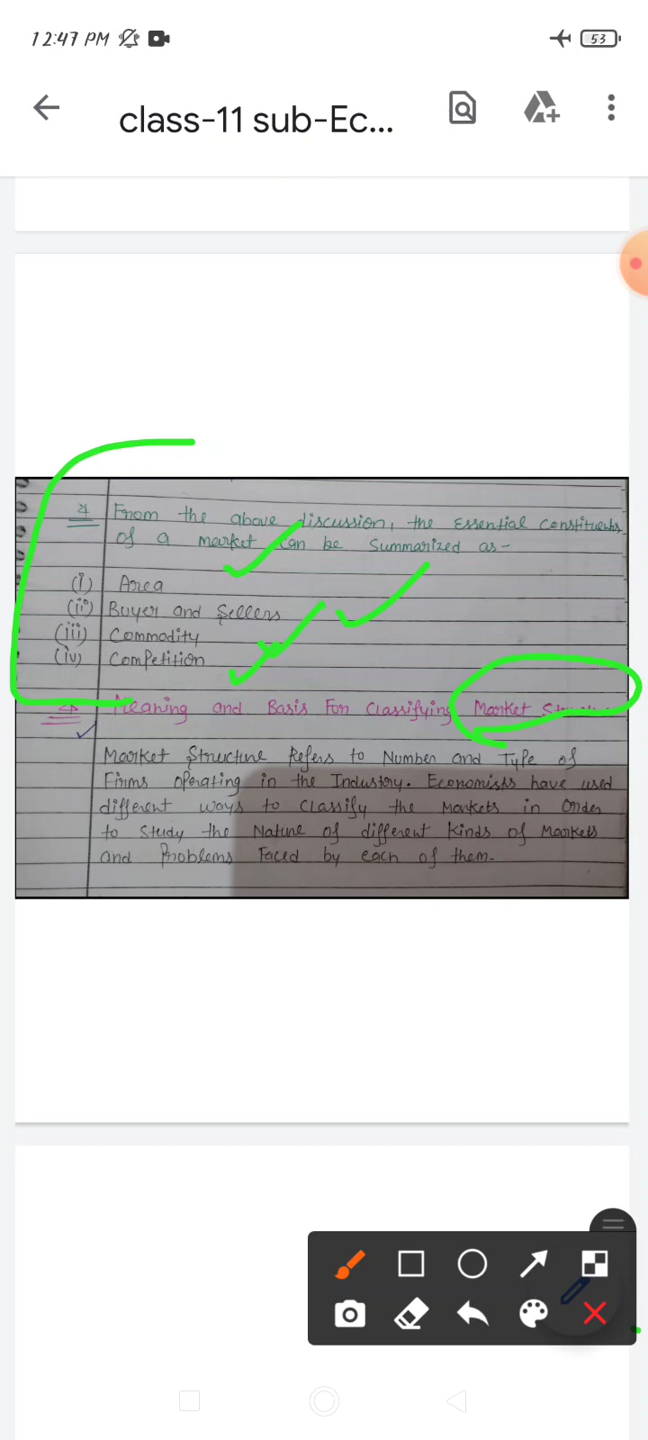 12:47 PM
53
class-11 sub-Ec...
From the above discussion, the Essential Constituents
of a market can be Summarized as-
(i) Area
(ii) Buyer and Sellers
(iii) Commodity
(iv) Competition
Meaning and Basis For Classifying Market
Market Structure Refers to Number and Type of
Firms operating in the Industory. Economists have used
different ways to Classify the Markets in Order
to Study the Nature of different Kinds of Markets
and Problems Faced by each of them.